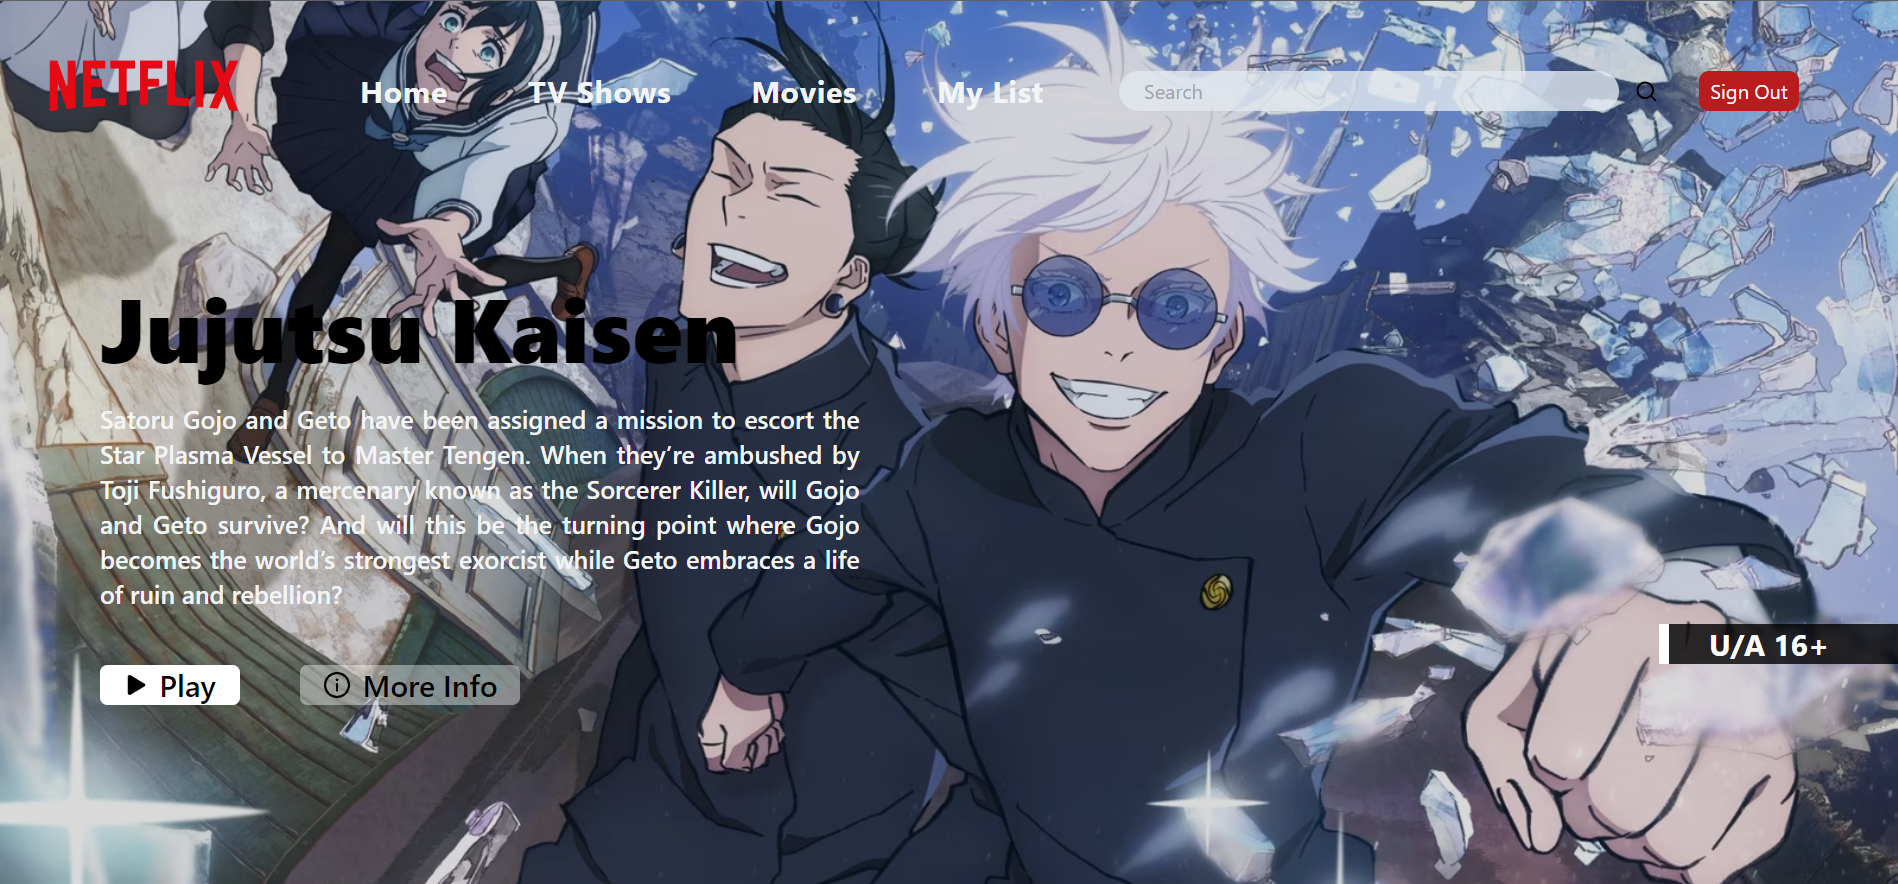 NETFLIX
Home
TV Shows
Movies
My List
Search
Sign Out
Jujutsu Kaisen
Satoru Gojo and Geto have been assigned a mission to escort the
Star Plasma Vessel to Master Tengen. When they’re ambushed by
Toji Fushiguro, a mercenary known as the Sorcerer Killer, will Gojo
and Geto survive? And will this be the turning point where Gojo
becomes the world’s strongest exorcist while Geto embraces a life
of ruin and rebellion?
U/A 16+
Play
More Info